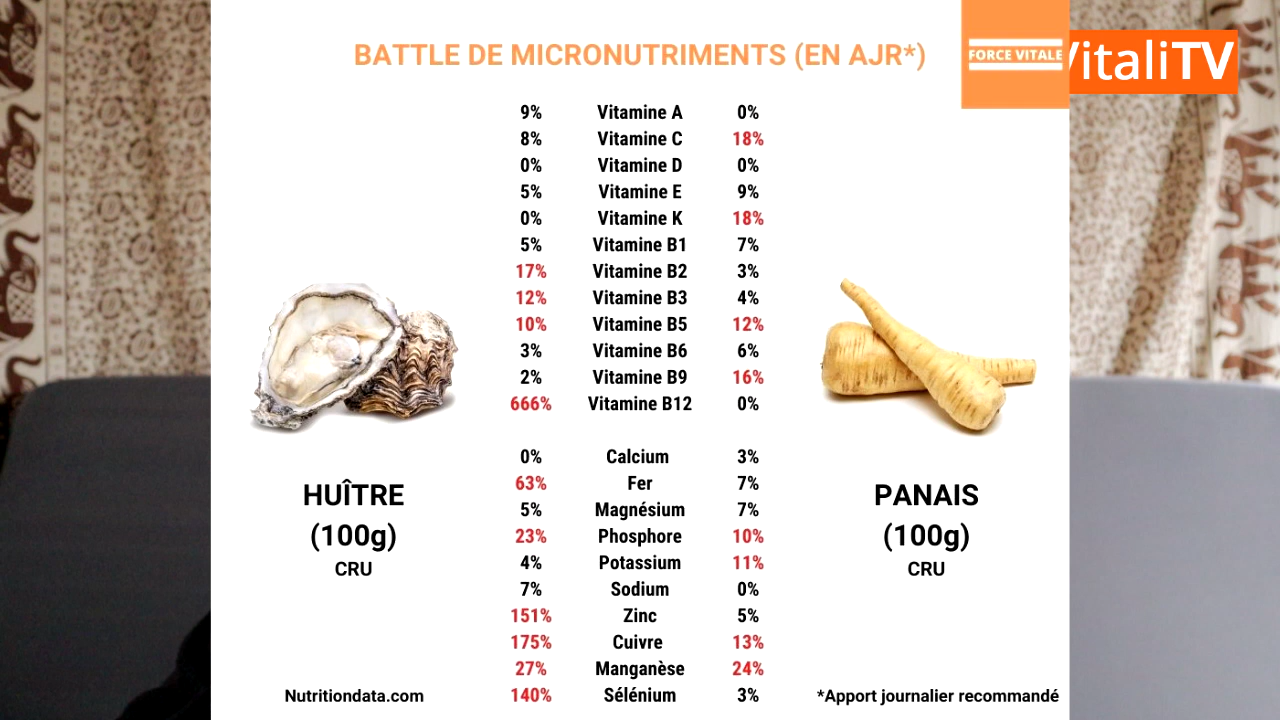 BATTLE DE MICRONUTRIMENTS (EN AJR*)
FORCE VITALE
VitaliTV
9% Vitamine A 0%
8% Vitamine C 18%
0% Vitamine D 0%
5% Vitamine E 9%
0% Vitamine K 18%
5% Vitamine B1 7%
17% Vitamine B2 3%
12% Vitamine B3 4%
10% Vitamine B5 12%
3% Vitamine B6 6%
2% Vitamine B9 16%
666% Vitamine B12 0%
0% Calcium 3%
63% Fer 7%
5% Magnésium 7%
23% Phosphore 10%
4% Potassium 11%
7% Sodium 0%
151% Zinc 5%
175% Cuivre 13%
27% Manganèse 24%
140% Sélénium 3%
HUÎTRE
(100g)
CRU
PANAIS
(100g)
CRU
Nutritiondata.com
*Apport journalier recommandé